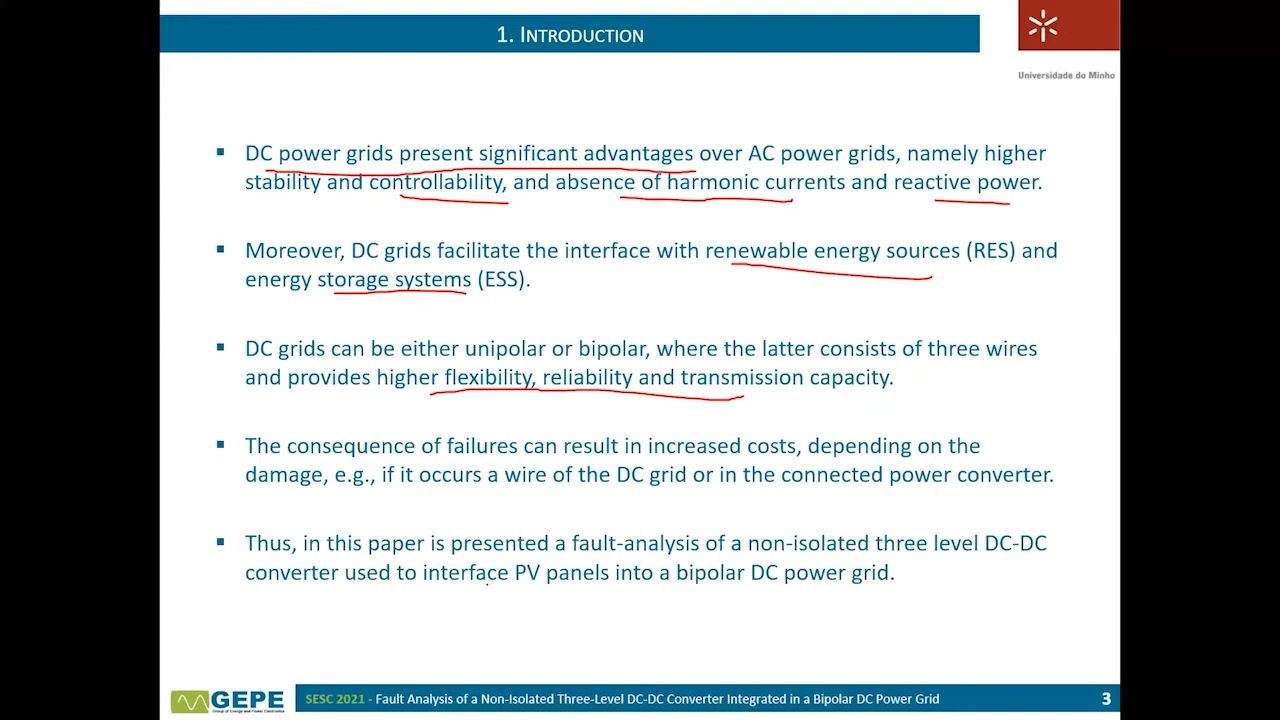 1. INTRODUCTION
Universidade do Minho
▪ DC power grids present significant advantages over AC power grids, namely higher
stability and controllability, and absence of harmonic currents and reactive power.
▪ Moreover, DC grids facilitate the interface with renewable energy sources (RES) and
energy storage systems (ESS).
▪ DC grids can be either unipolar or bipolar, where the latter consists of three wires
and provides higher flexibility, reliability and transmission capacity.
▪ The consequence of failures can result in increased costs, depending on the
damage, e.g., if it occurs a wire of the DC grid or in the connected power converter.
▪ Thus, in this paper is presented a fault-analysis of a non-isolated three level DC-DC
converter used to interface PV panels into a bipolar DC power grid.
GEPE
Group of Energy and Power Electronics
SESC 2021 - Fault Analysis of a Non-Isolated Three-Level DC-DC Converter Integrated in a Bipolar DC Power Grid
3